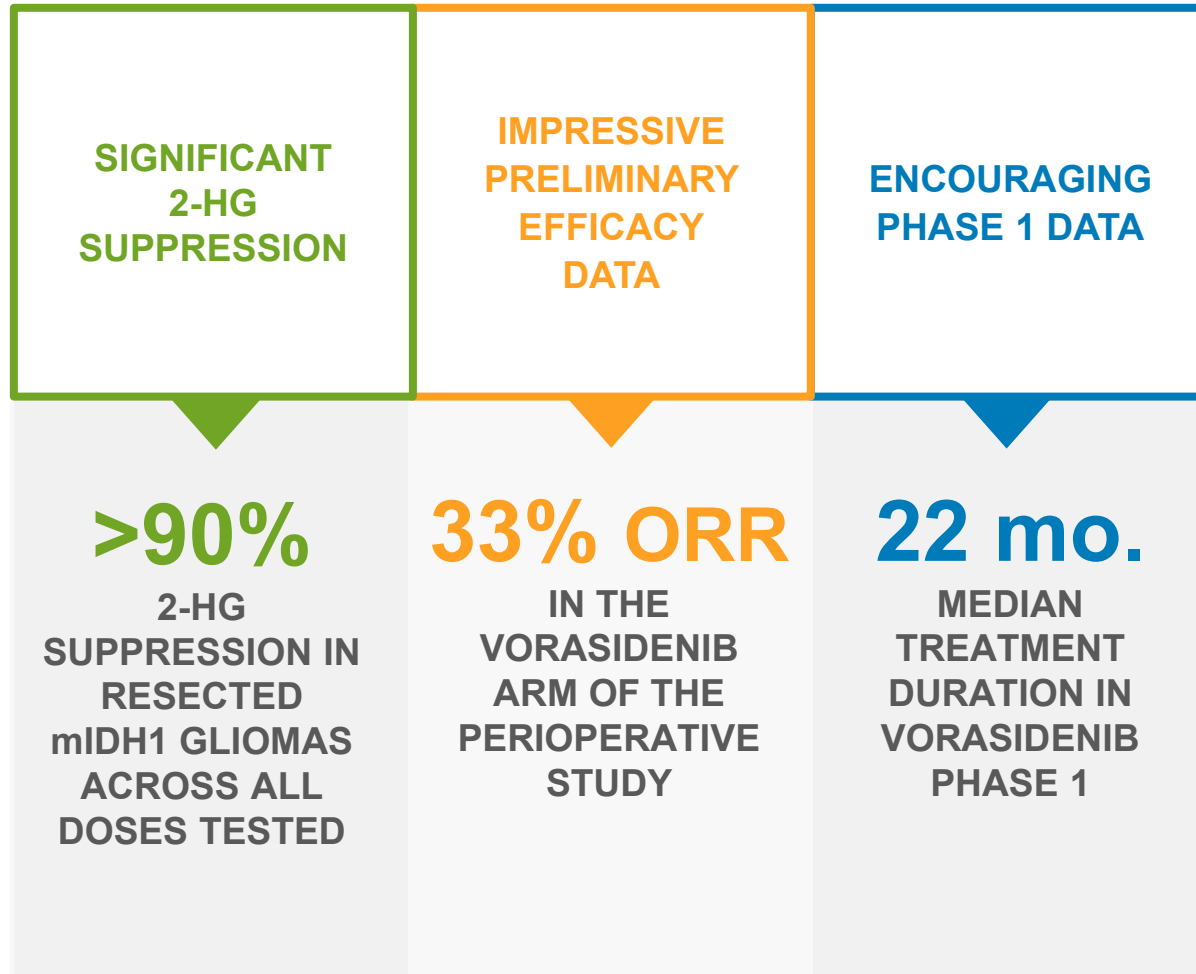 SIGNIFICANT
2-HG
SUPPRESSION
IMPRESSIVE
PRELIMINARY
EFFICACY
DATA
ENCOURAGING
PHASE 1 DATA
>90%
2-HG
SUPPRESSION IN
RESECTED
mIDH1 GLIOMAS
ACROSS ALL
DOSES TESTED
33% ORR
IN THE
VORASIDENIB
ARM OF THE
PERIOPERATIVE
STUDY
22 mo.
MEDIAN
TREATMENT
DURATION IN
VORASIDENIB
PHASE 1